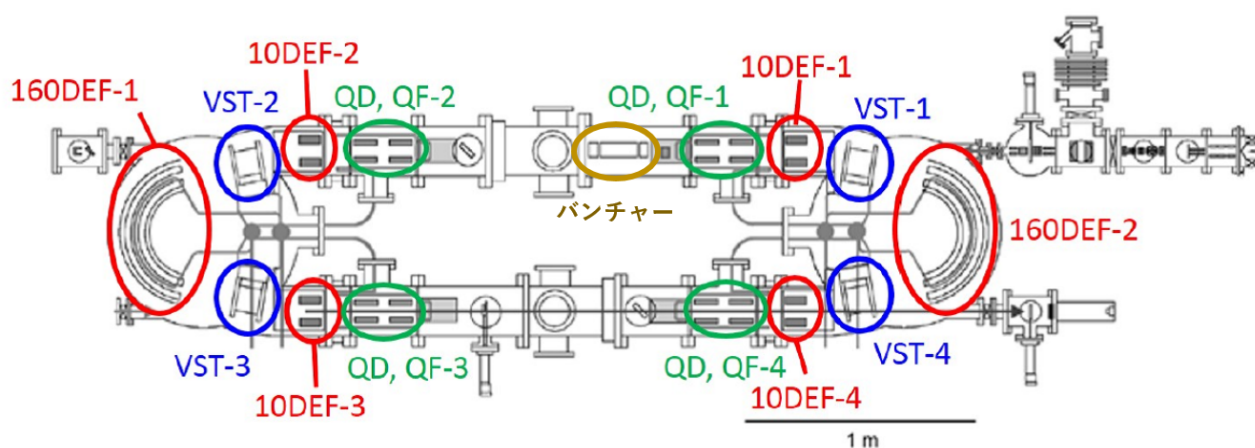 10DEF-2
10DEF-1
160DEF-1
VST-2
QD, QF-2
QD, QF-1
VST-1
バンチャー
160DEF-2
VST-3
QD, QF-3
QD, QF-4
VST-4
10DEF-3
10DEF-4
1 m